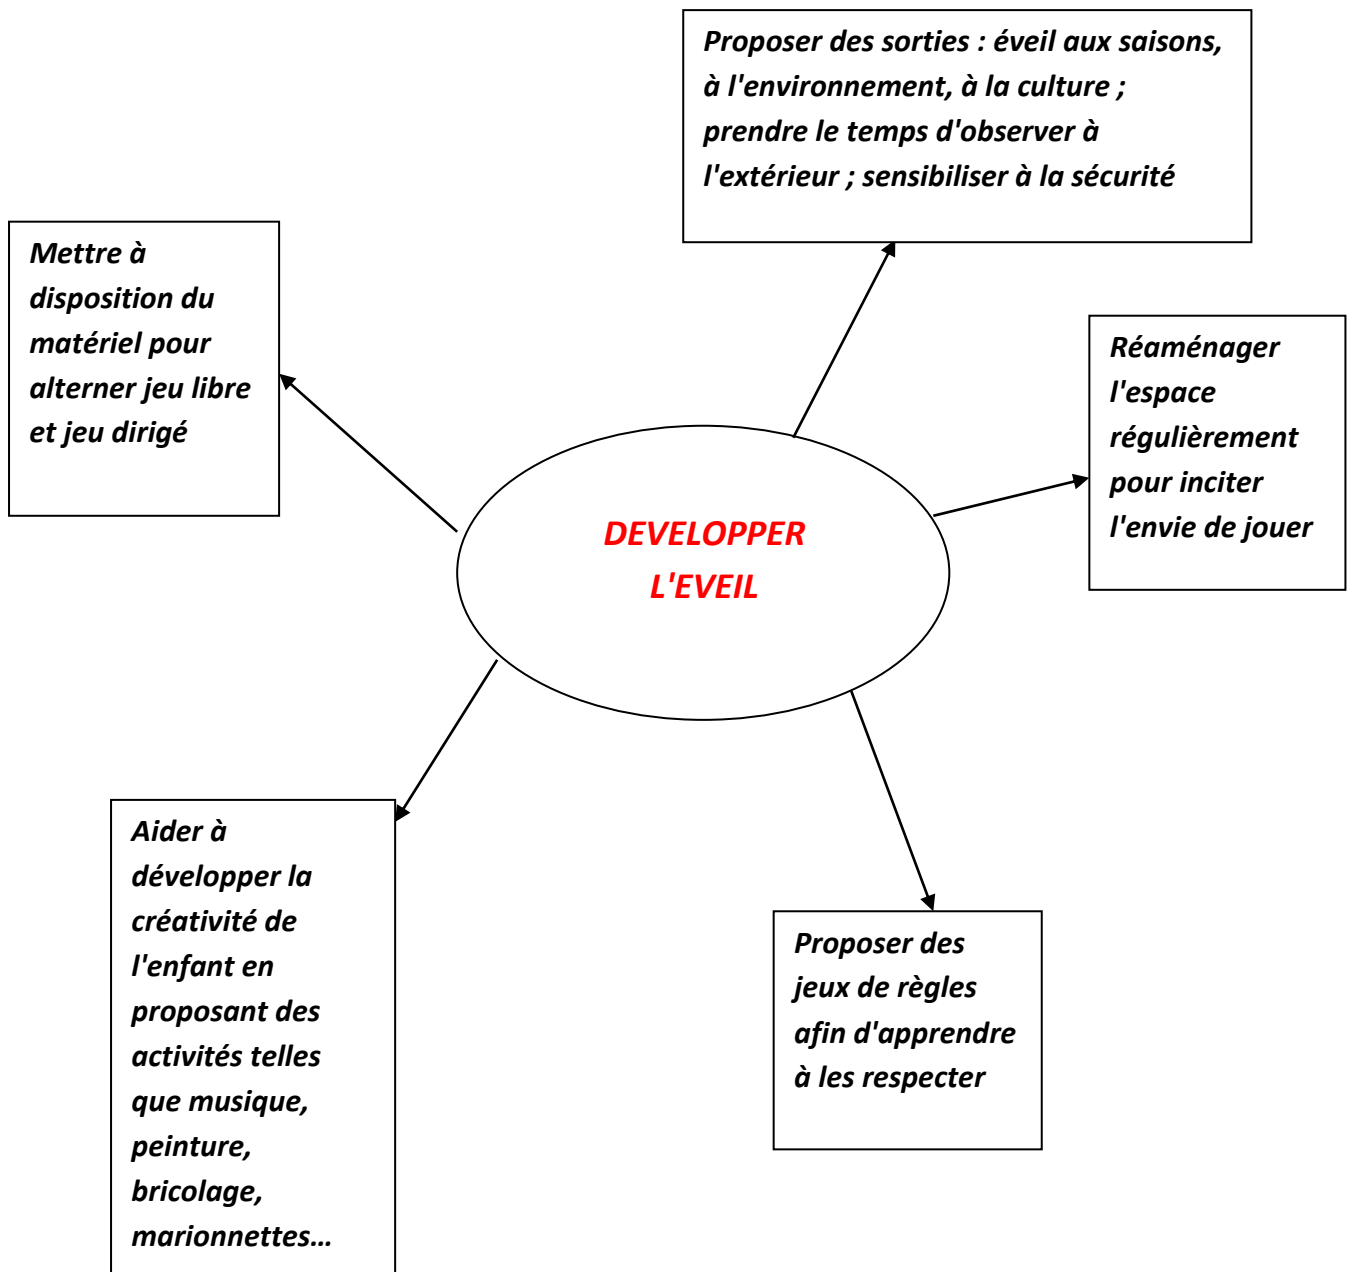 Proposer des sorties : éveil aux saisons,
à l'environnement, à la culture ;
prendre le temps d'observer à
l'extérieur ; sensibiliser à la sécurité
Mettre à
disposition du
matériel pour
alterner jeu libre
et jeu dirigé
Réaménager
l'espace
régulièrement
pour inciter
l'envie de jouer
DEVELOPPER
L'EVEIL
Aider à
développer la
créativité de
l'enfant en
proposant des
activités telles
que musique,
peinture,
bricolage,
marionnettes…
Proposer des
jeux de règles
afin d'apprendre
à les respecter